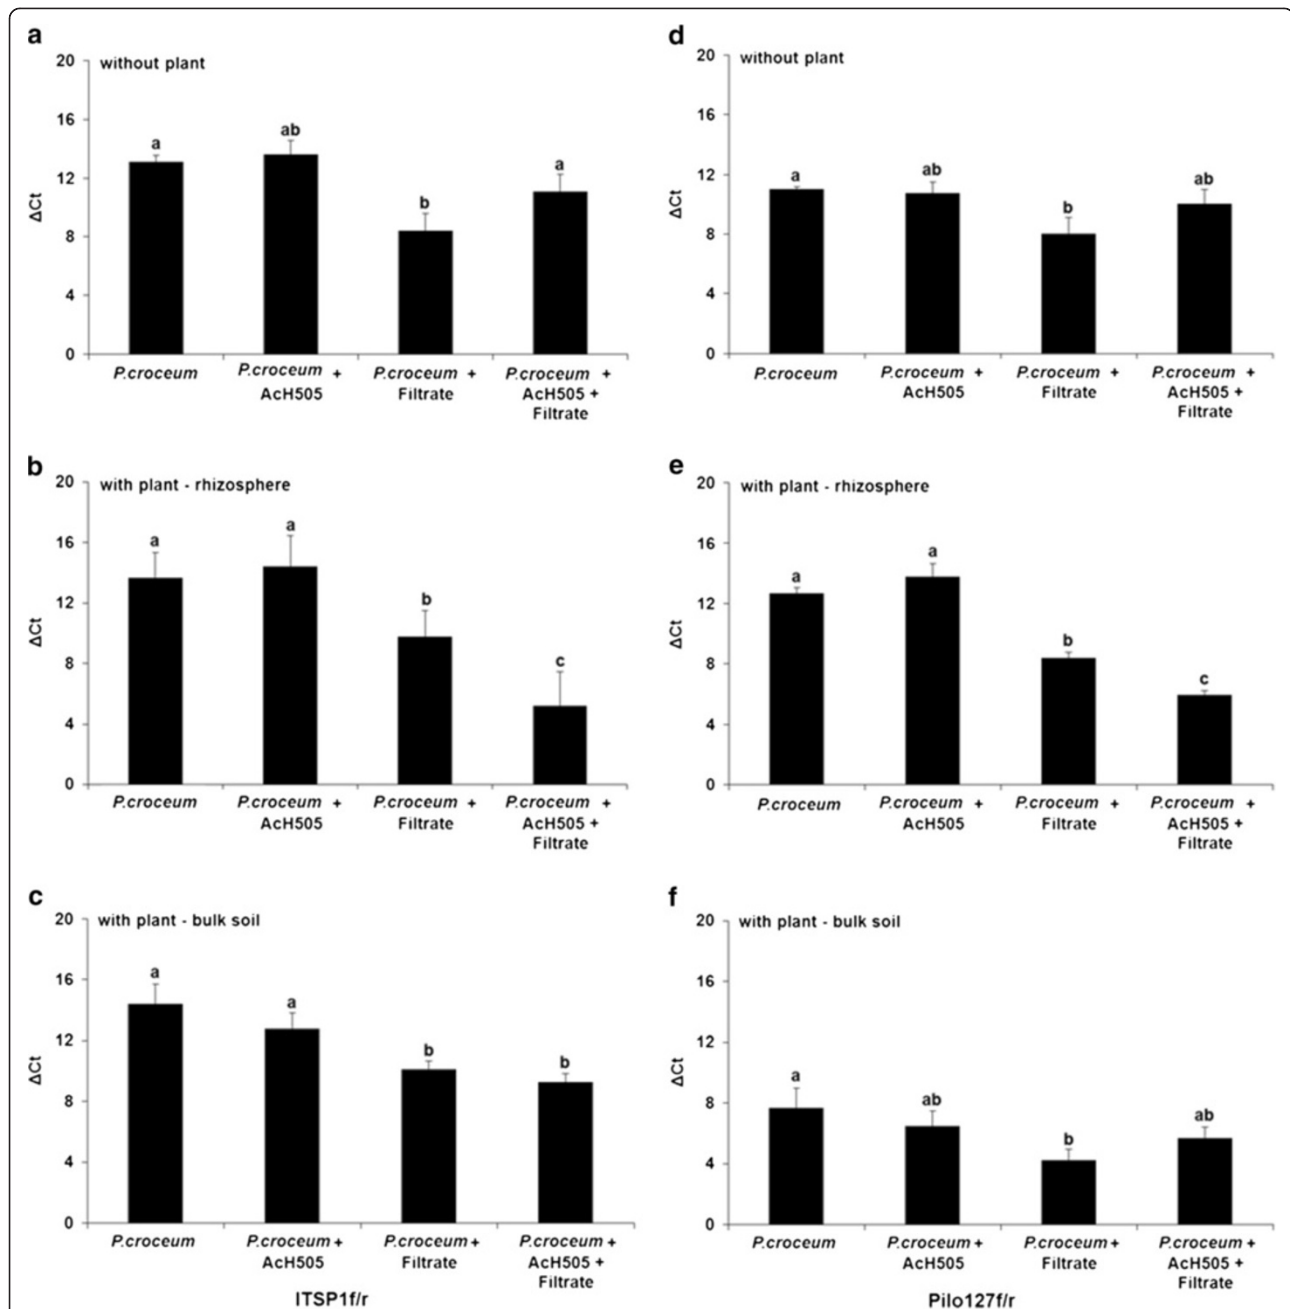 a
without plant
20
16
12
8
4
0
ΔCt
a
ab
b
a
P.croceum
P.croceum +
AcH505
P.croceum +
Filtrate
P.croceum +
AcH505 +
Filtrate
d
without plant
20
16
12
8
4
0
ΔCt
a
ab
b
ab
P.croceum
P.croceum +
AcH505
P.croceum +
Filtrate
P.croceum +
AcH505 +
Filtrate
b
with plant - rhizosphere
20
16
12
8
4
0
ΔCt
a
a
b
c
P.croceum
P.croceum +
AcH505
P.croceum +
Filtrate
P.croceum +
AcH505 +
Filtrate
e
with plant - rhizosphere
20
16
12
8
4
0
ΔCt
a
a
b
c
P.croceum
P.croceum +
AcH505
P.croceum +
Filtrate
P.croceum +
AcH505 +
Filtrate
c
with plant - bulk soil
20
16
12
8
4
0
ΔCt
a
a
b
b
P.croceum
P.croceum +
AcH505
P.croceum +
Filtrate
P.croceum +
AcH505 +
Filtrate
ITSP1f/r
f
with plant - bulk soil
20
16
12
8
4
0
ΔCt
a
ab
b
ab
P.croceum
P.croceum +
AcH505
P.croceum +
Filtrate
P.croceum +
AcH505 +
Filtrate
Pilo127f/r